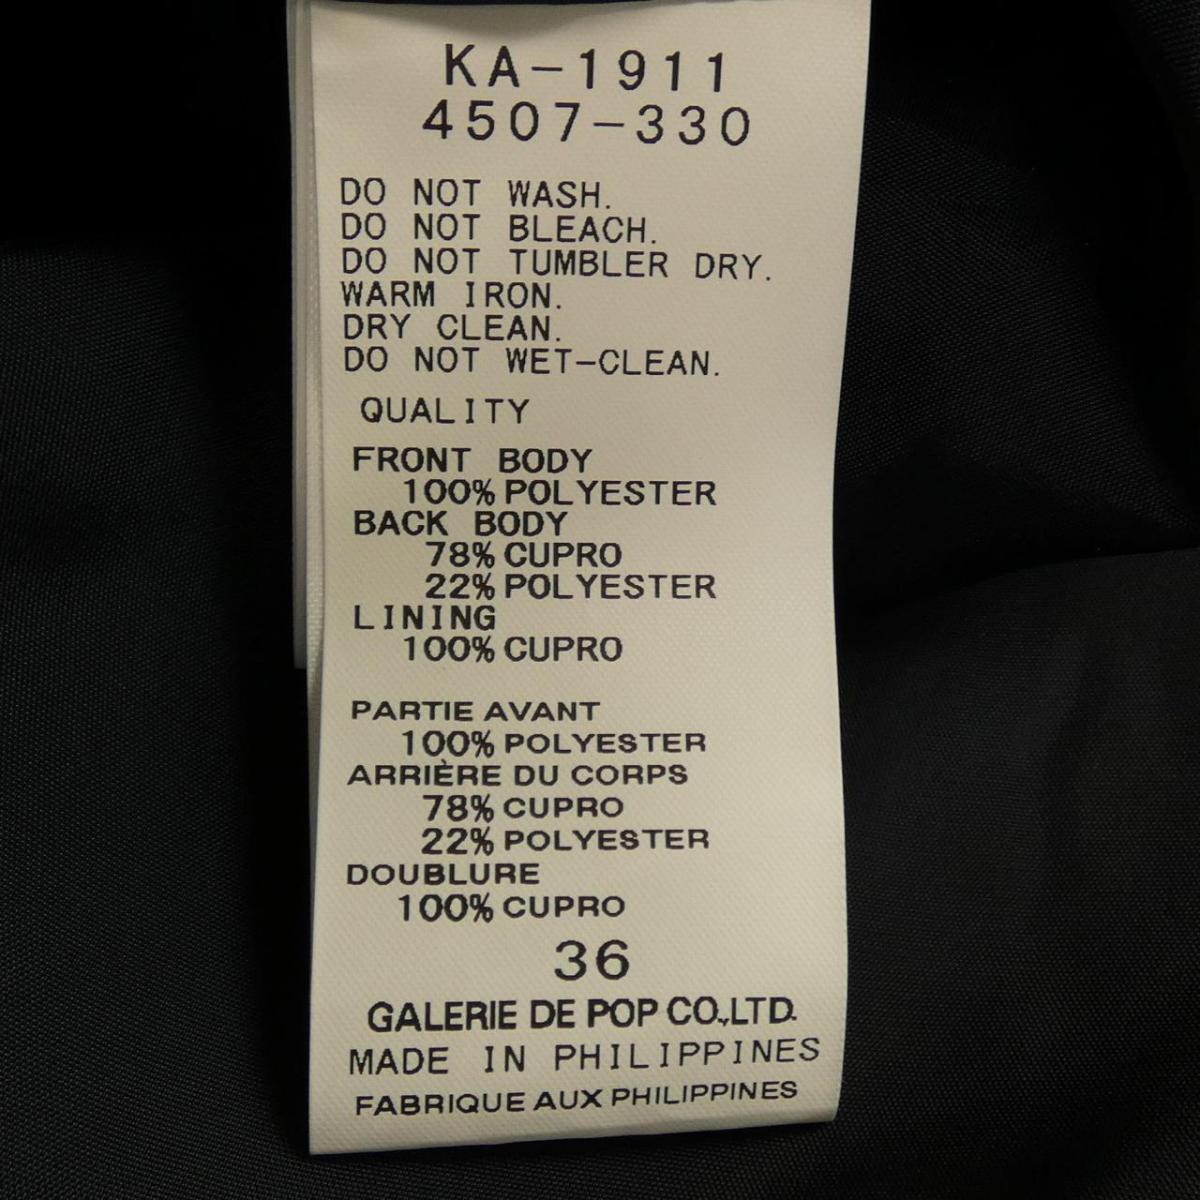 KA-1911
4507-330
DO NOT WASH.
DO NOT BLEACH.
DO NOT TUMBLER DRY.
WARM IRON.
DRY CLEAN.
DO NOT WET-CLEAN.
QUALITY
FRONT BODY
100% POLYESTER
BACK BODY
78% CUPRO
22% POLYESTER
LINING
100% CUPRO
PARTIE AVANT
100% POLYESTER
ARRIÈRE DU CORPS
78% CUPRO
22% POLYESTER
DOUBLURE
100% CUPRO
36
GALERIE DE POP CO.,LTD.
MADE IN PHILIPPINES
FABRIQUE AUX PHILIPPINES